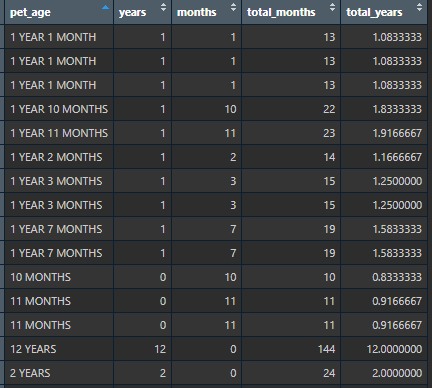 pet_age years months total_months total_years
1 YEAR 1 MONTH 1 1 13 1.0833333
1 YEAR 1 MONTH 1 1 13 1.0833333
1 YEAR 1 MONTH 1 1 13 1.0833333
1 YEAR 10 MONTHS 1 10 22 1.8333333
1 YEAR 11 MONTHS 1 11 23 1.9166667
1 YEAR 2 MONTHS 1 2 14 1.1666667
1 YEAR 3 MONTHS 1 3 15 1.2500000
1 YEAR 3 MONTHS 1 3 15 1.2500000
1 YEAR 7 MONTHS 1 7 19 1.5833333
1 YEAR 7 MONTHS 1 7 19 1.5833333
10 MONTHS 0 10 10 0.8333333
11 MONTHS 0 11 11 0.9166667
11 MONTHS 0 11 11 0.9166667
12 YEARS 12 0 144 12.0000000
2 YEARS 2 0 24 2.0000000